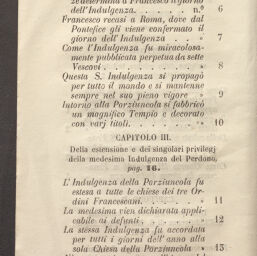 determina a Francesco il giorno
dell'Indulgenza. . . . . n.º 6
Francesco recasi a Roma, dove dal
Pontefice gli viene confermato il
giorno dell'Indulgenza . . » 7
Come l'Indulgenza fu miracolosa-
mente pubblicata perpetua da sette
Vescovi . . . . . . . » 8
Questa S. Indulgenza si propagò
per tutto il mondo e si mantenne
sempre nel suo pieno vigore » 9
Intorno alla Porziuncola si fabbricò
un magnifico Tempio e decorato
con varj titoli. . . . . . » 10
CAPITOLO III.
Della estensione e dei singolari privilegj
della medesima Indulgenza del Perdono,
pag. 16.
L'Indulgenza della Porziuncola fu
estesa a tutte le chiese dei tre Or-
dini Francescani. . . . . » 11
La medesima vien dichiarata appli-
cabile ai defonti. . . . . » 12
La stessa Indulgenza fu accordata
per tutti i giorni dell'anno alla
sola Chiesa della Porziuncola » 13